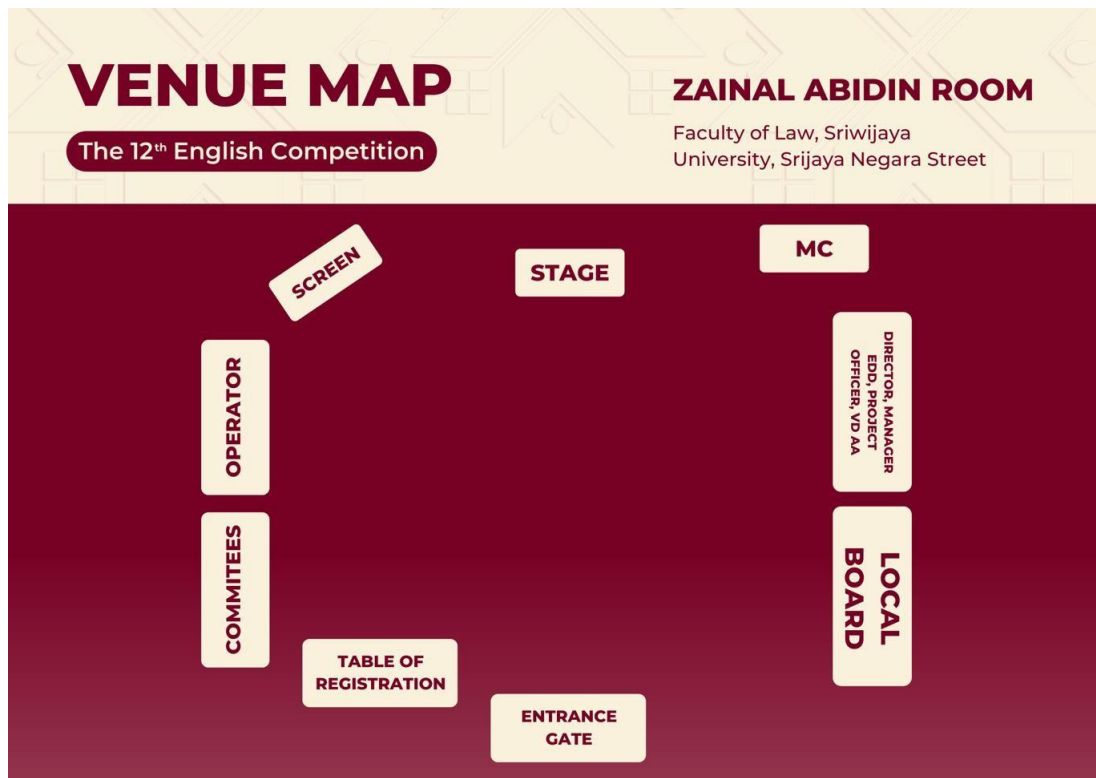 VENUE MAP
The 12th English Competition
ZAINAL ABIDIN ROOM
Faculty of Law, Sriwijaya
University, Srijaya Negara Street
SCREEN
STAGE
MC
OPERATOR
DIRECTOR, MANAGER
EDD, PROJECT
OFFICER, VD AA
COMMITEES
LOCAL
BOARD
TABLE OF
REGISTRATION
ENTRANCE
GATE